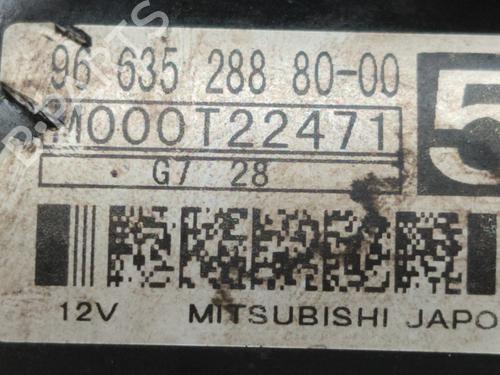 96 635 288 80-00
M000T22471
5
G7 28
12V MITSUBISHI JAPO